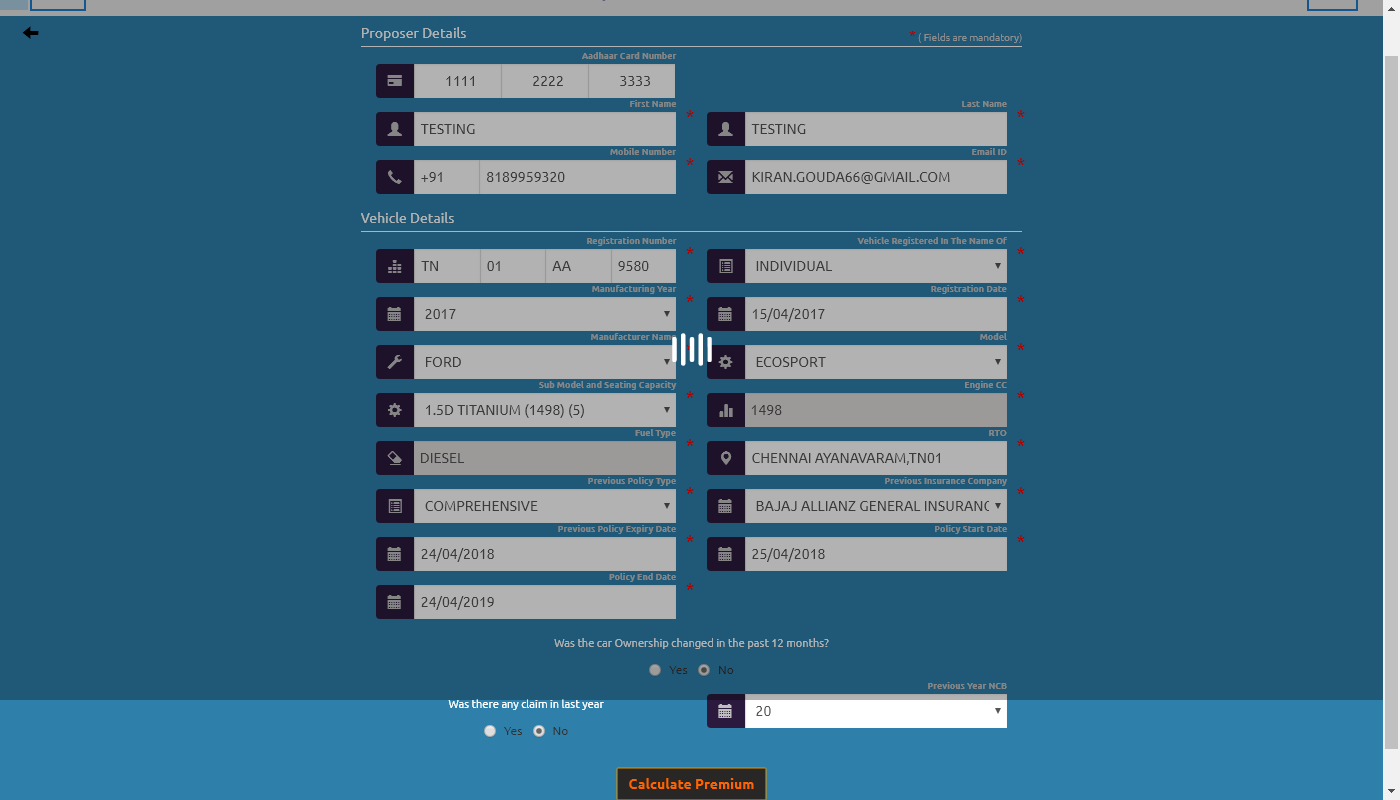 Proposer Details
* ( Fields are mandatory)
Aadhaar Card Number
1111 2222 3333
First Name *
TESTING
Last Name *
TESTING
Mobile Number *
+91 8189959320
Email ID *
KIRAN.GOUDA66@GMAIL.COM
Vehicle Details
Registration Number *
TN 01 AA 9580
Vehicle Registered In The Name Of *
INDIVIDUAL
Manufacturing Year *
2017
Registration Date *
15/04/2017
Manufacturer Name
FORD
Model *
ECOSPORT
Sub Model and Seating Capacity *
1.5D TITANIUM (1498) (5)
Engine CC *
1498
Fuel Type *
DIESEL
RTO *
CHENNAI AYANAVARAM,TN01
Previous Policy Type *
COMPREHENSIVE
Previous Insurance Company *
BAJAJ ALLIANZ GENERAL INSURANC
Previous Policy Expiry Date *
24/04/2018
Policy Start Date *
25/04/2018
Policy End Date *
24/04/2019
Was the car Ownership changed in the past 12 months?
Yes No
Was there any claim in last year
Yes No
Previous Year NCB
20
Calculate Premium